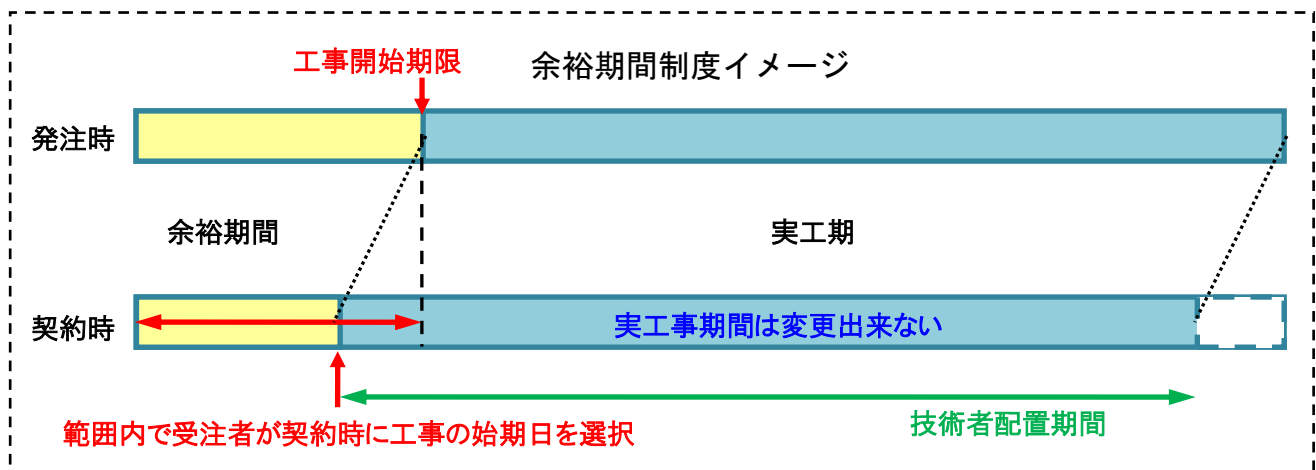 余裕期間制度イメージ
工事開始期限
発注時
余裕期間
実工期
契約時
実工事期間は変更出来ない
技術者配置期間
範囲内で受注者が契約時に工事の始期日を選択